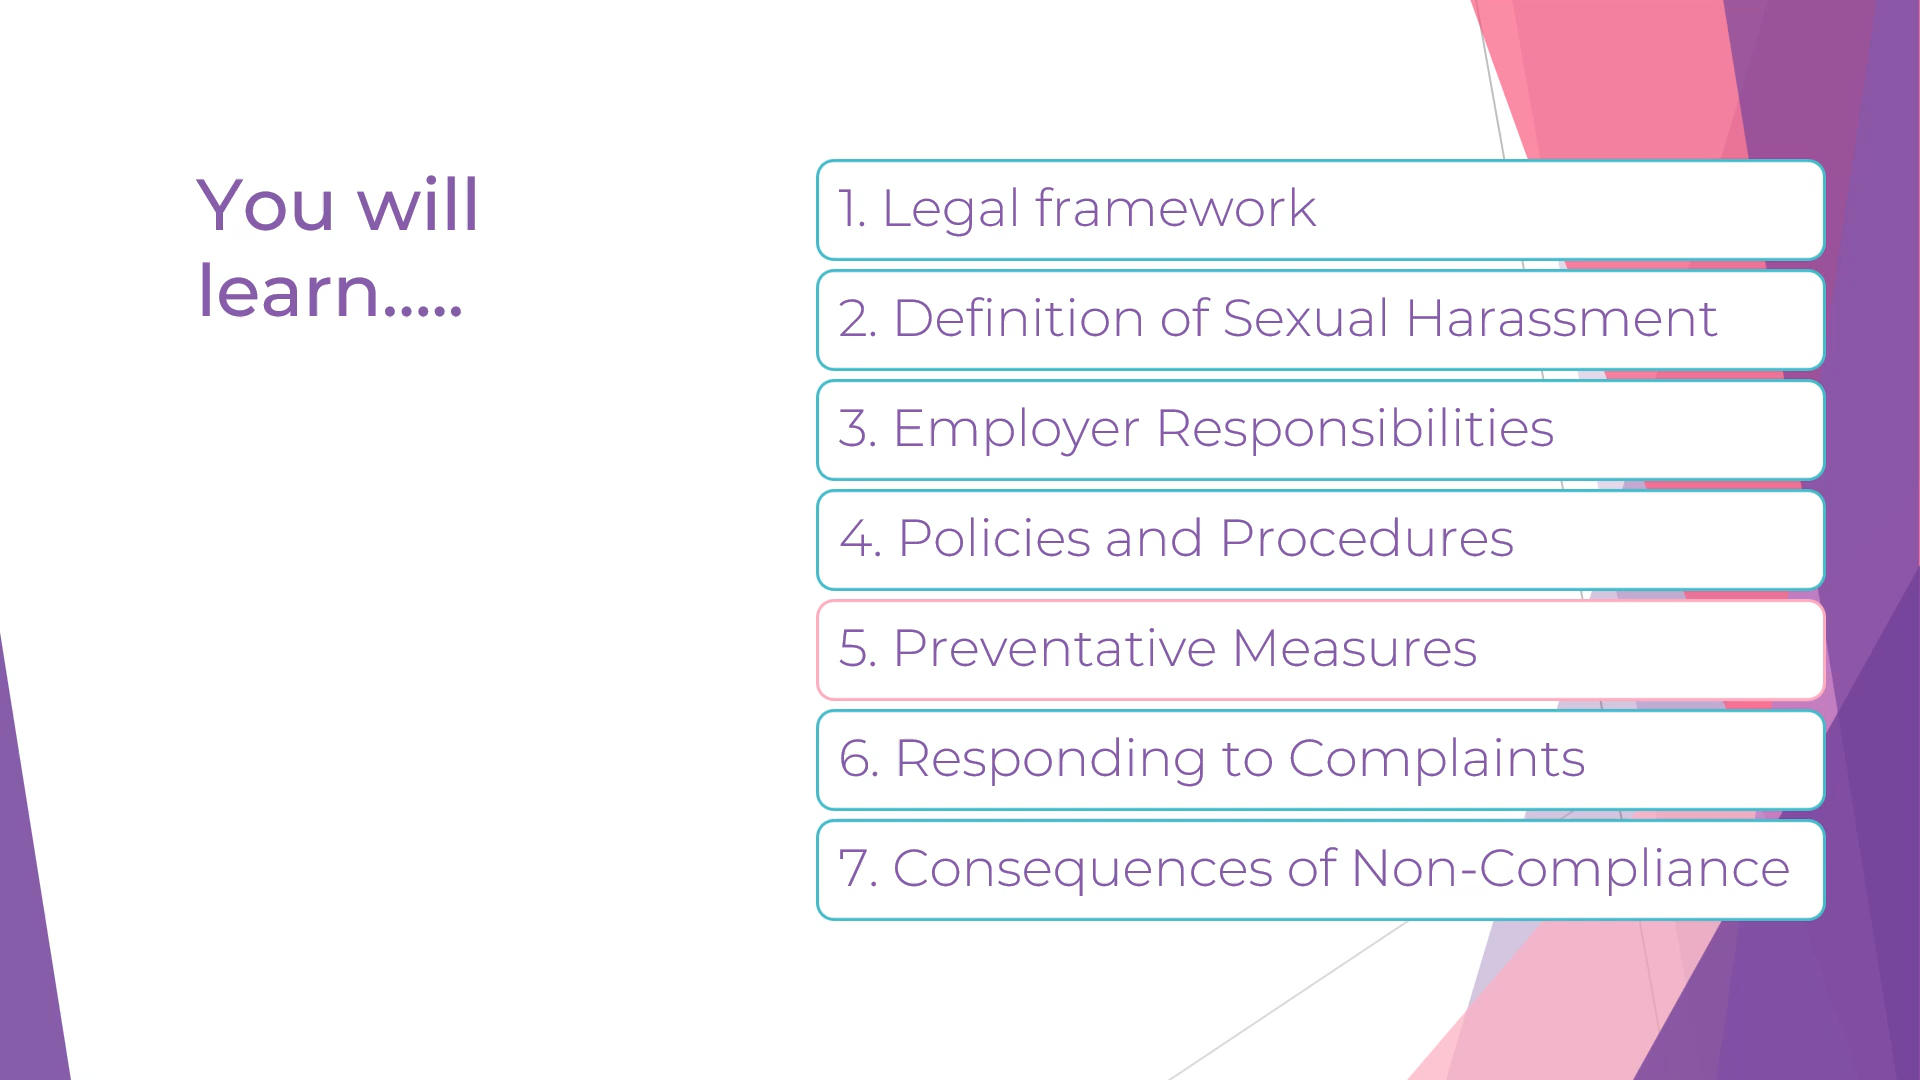 You will
learn.....
1. Legal framework
2. Definition of Sexual Harassment
3. Employer Responsibilities
4. Policies and Procedures
5. Preventative Measures
6. Responding to Complaints
7. Consequences of Non-Compliance